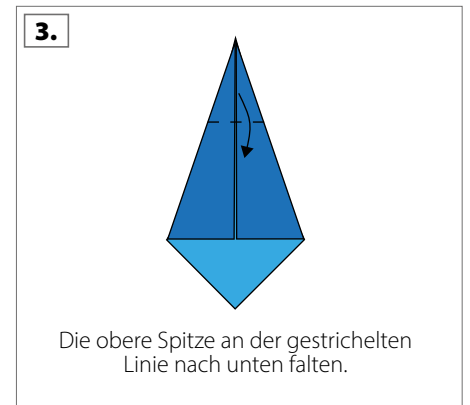 3.
Die obere Spitze an der gestrichelten
Linie nach unten falten.